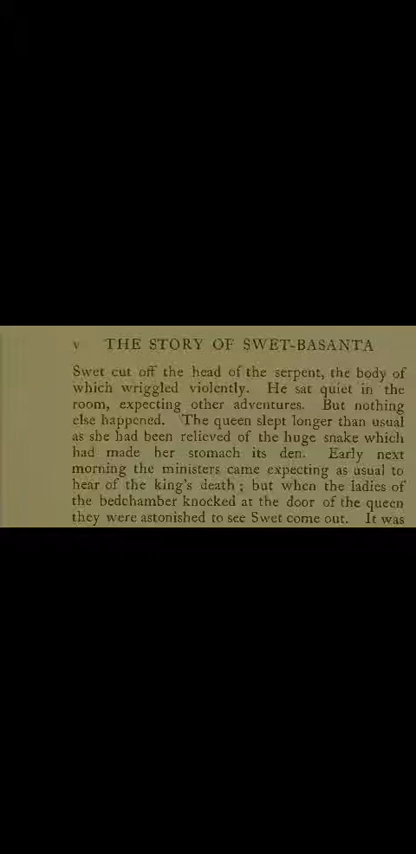 v THE STORY OF SWET-BASANTA
Swet cut off the head of the serpent, the body of
which wriggled violently. He sat quiet in the
room, expecting other adventures. But nothing
else happened. The queen slept longer than usual
as she had been relieved of the huge snake which
had made her stomach its den. Early next
morning the ministers came expecting as usual to
hear of the king's death ; but when the ladies of
the bedchamber knocked at the door of the queen
they were astonished to see Swet come out. It was